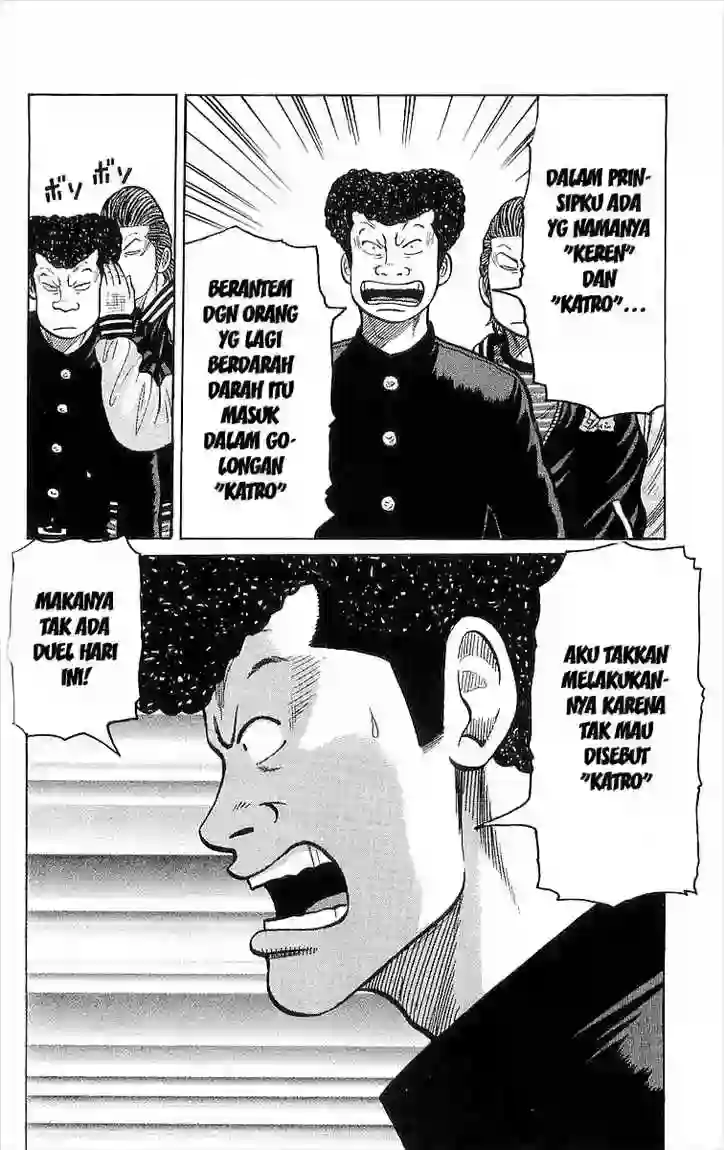 DALAM PRIN-
SIPKU ADA
YG NAMANYA
"KEREN"
DAN
"KATRO"...
BERANTEM
DGN ORANG
YG LAGI
BERDARAH
DARAH ITU
MASUK
DALAM GO-
LONGAN
"KATRO"
ボソ ボソ
AKU TAKKAN
MELAKUKAN-
NYA KARENA
TAK MAU
DISEBUT
"KATRO"
MAKANYA
TAK ADA
DUEL HARI
INI!